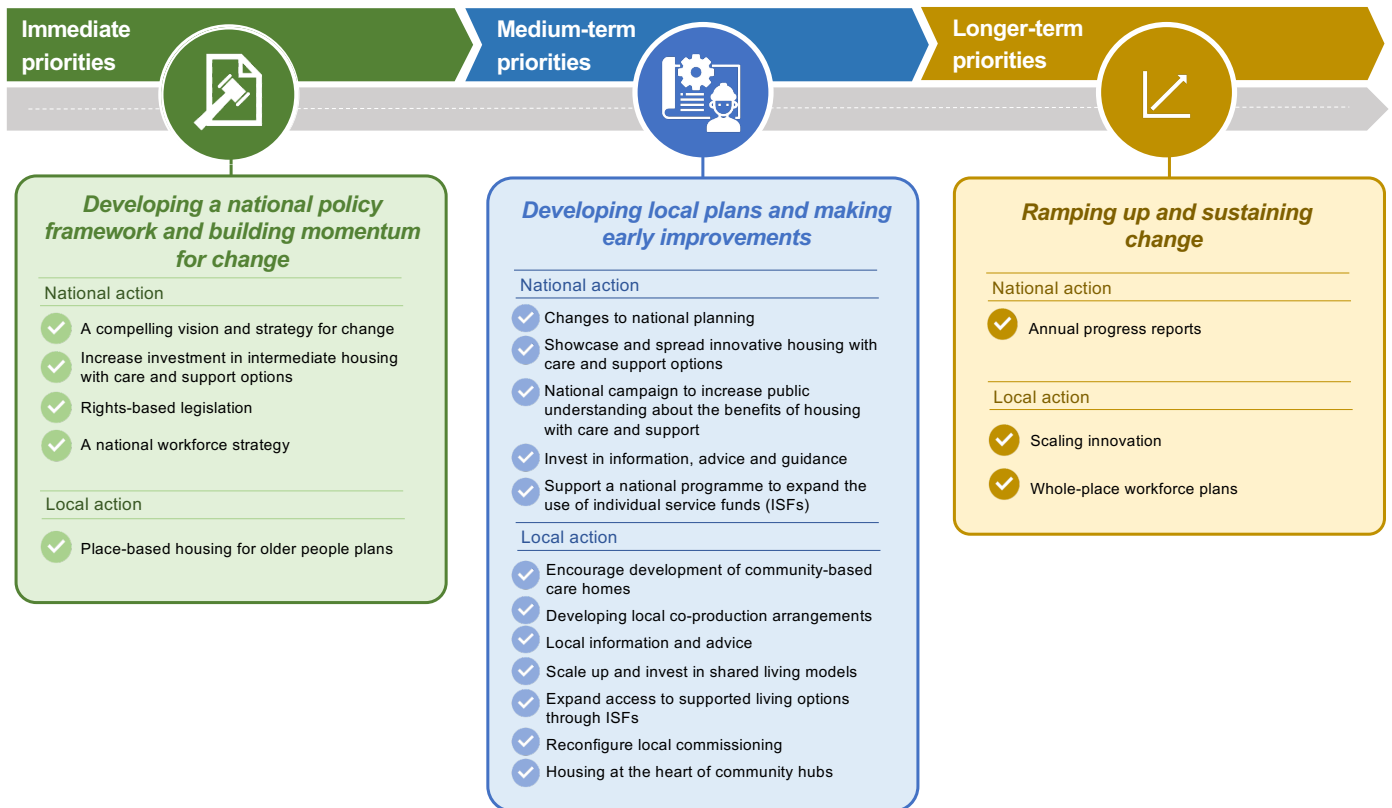 Immediate
priorities
Medium-term
priorities
Longer-term
priorities
Developing a national policy
framework and building momentum
for change
National action
A compelling vision and strategy for change
Increase investment in intermediate housing
with care and support options
Rights-based legislation
A national workforce strategy
Local action
Place-based housing for older people plans
Developing local plans and making
early improvements
National action
Changes to national planning
Showcase and spread innovative housing with
care and support options
National campaign to increase public
understanding about the benefits of housing
with care and support
Invest in information, advice and guidance
Support a national programme to expand the
use of individual service funds (ISFs)
Local action
Encourage development of community-based
care homes
Developing local co-production arrangements
Local information and advice
Scale up and invest in shared living models
Expand access to supported living options
through ISFs
Reconfigure local commissioning
Housing at the heart of community hubs
Ramping up and sustaining
change
National action
Annual progress reports
Local action
Scaling innovation
Whole-place workforce plans